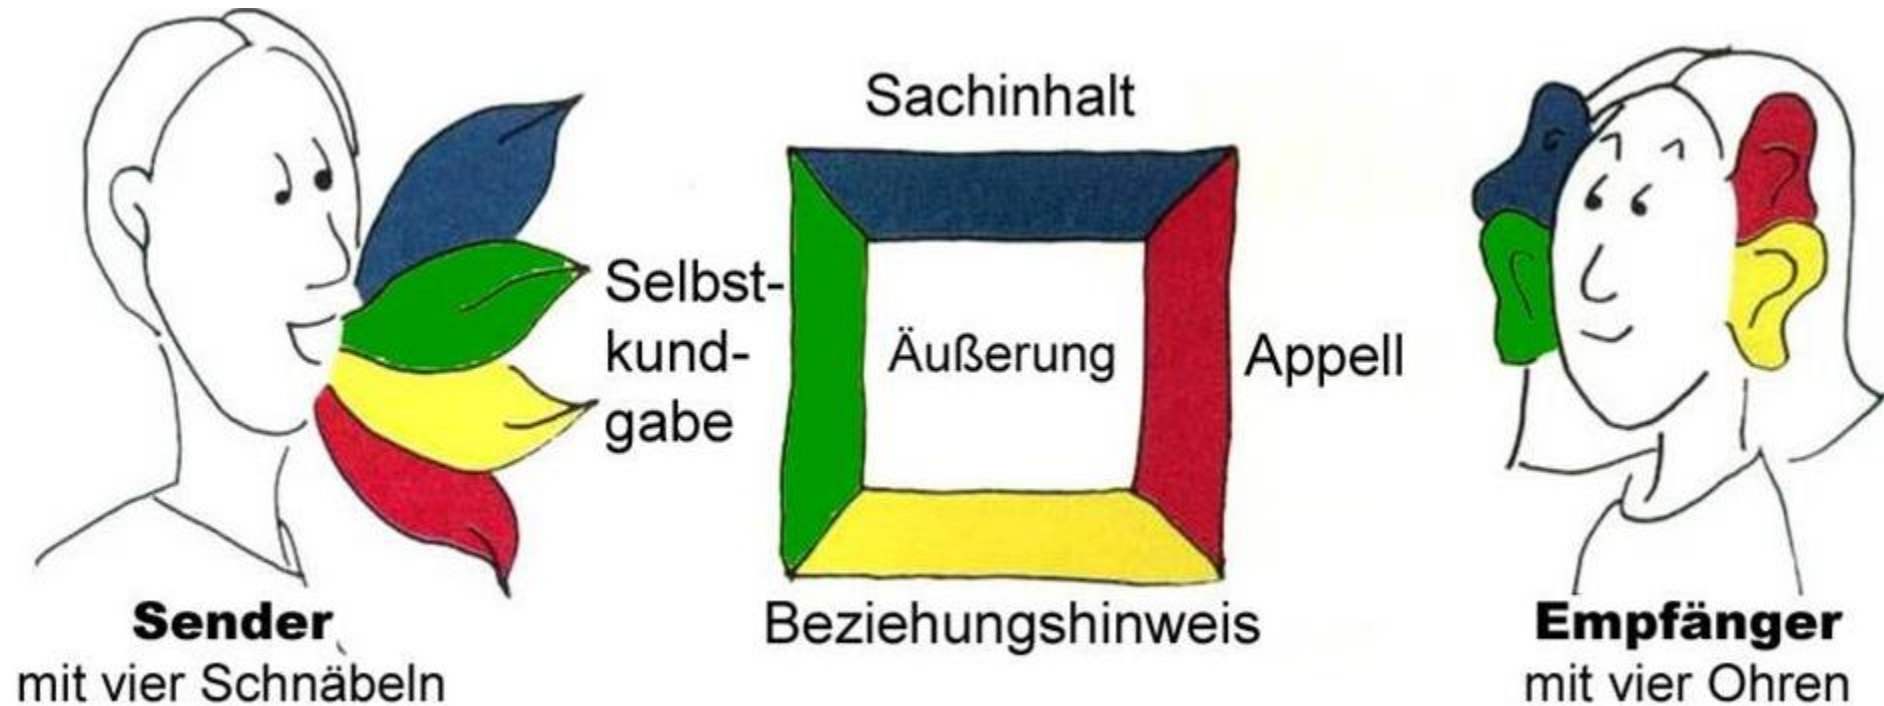 Sachinhalt
Selbst-
kund-
gabe
Äußerung
Appell
Beziehungshinweis
Sender
mit vier Schnäbeln
Empfänger
mit vier Ohren